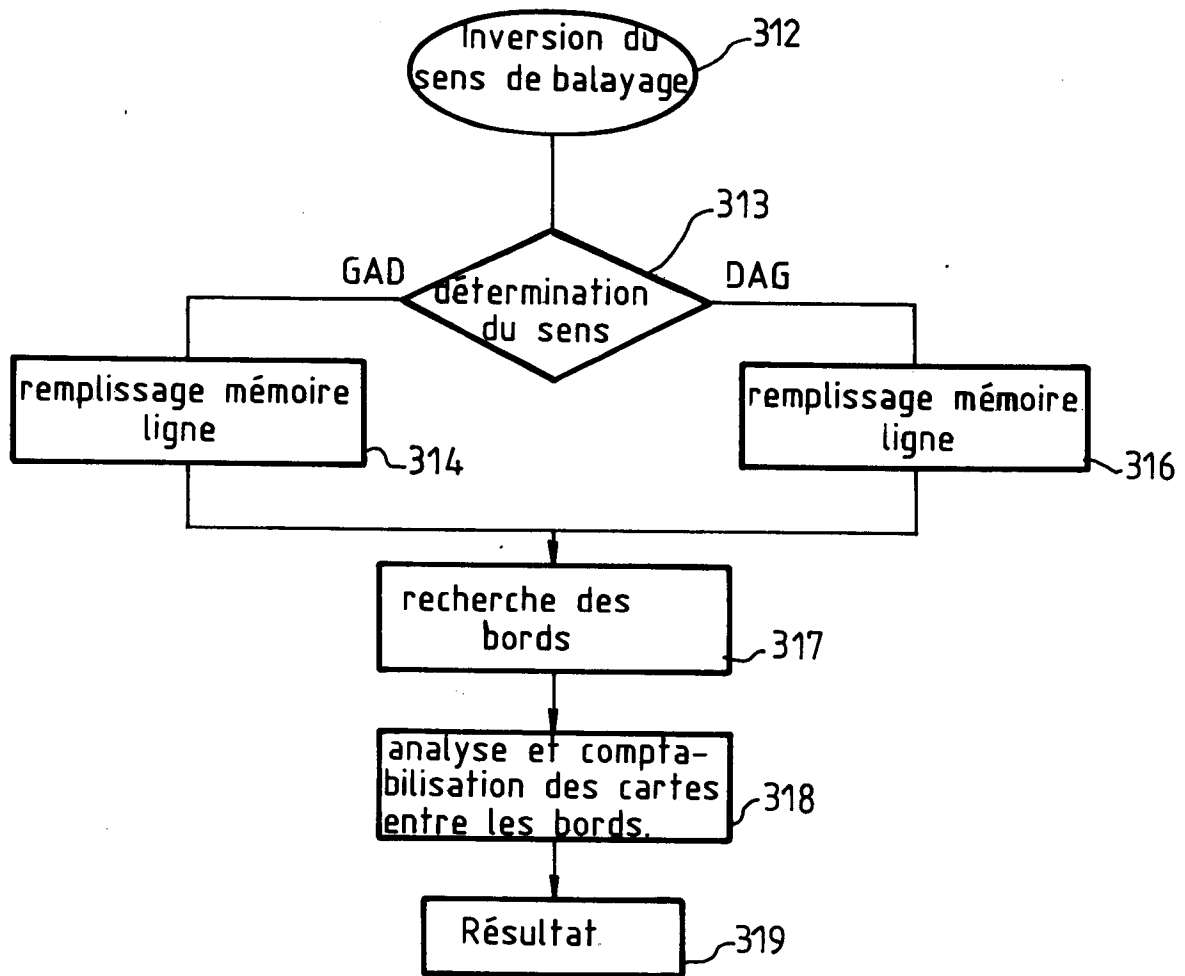 Inversion du
sens de balayage
312
313
GAD
DAG
détermination
du sens
remplissage mémoire
ligne
314
remplissage mémoire
ligne
316
recherche des
bords
317
analyse et compta-
bilisation des cartes
entre les bords.
318
Résultat
319